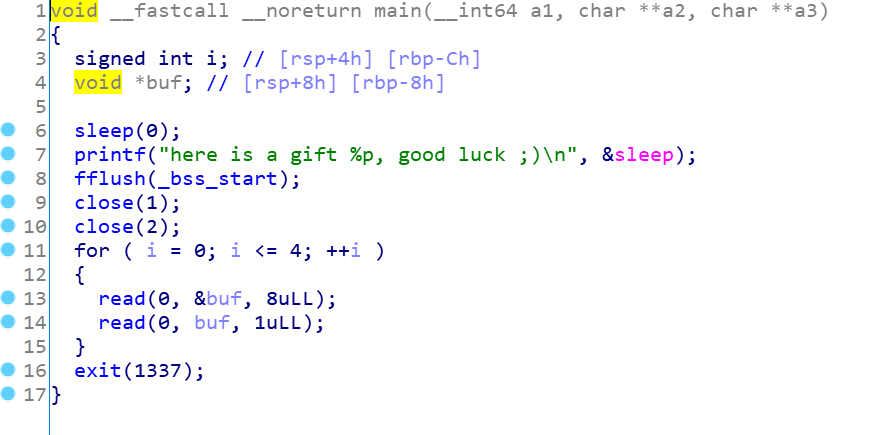 1 void __fastcall __noreturn main(__int64 a1, char **a2, char **a3)
2 {
3   signed int i; // [rsp+4h] [rbp-Ch]
4   void *buf; // [rsp+8h] [rbp-8h]
5
6   sleep(0);
7   printf("here is a gift %p, good luck ;)\n", &sleep);
8   fflush(_bss_start);
9   close(1);
10   close(2);
11   for ( i = 0; i <= 4; ++i )
12   {
13     read(0, &buf, 8uLL);
14     read(0, buf, 1uLL);
15   }
16   exit(1337);
17 }